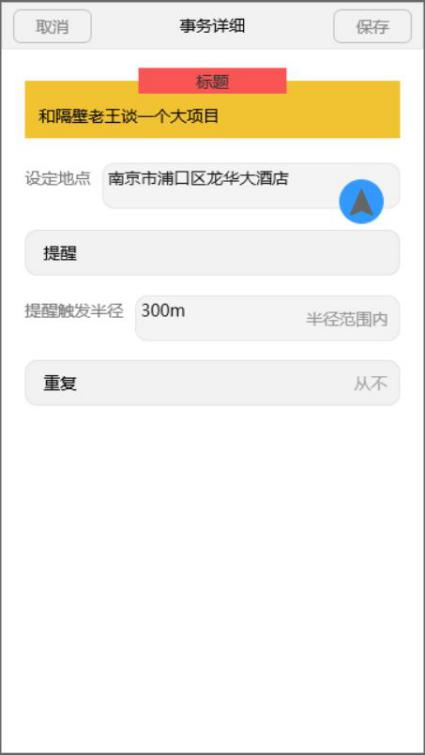 取消 事务详细 保存
标题
和隔壁老王谈一个大项目
设定地点 南京市浦口区龙华大酒店
提醒
提醒触发半径 300m 半径范围内
重复 从不